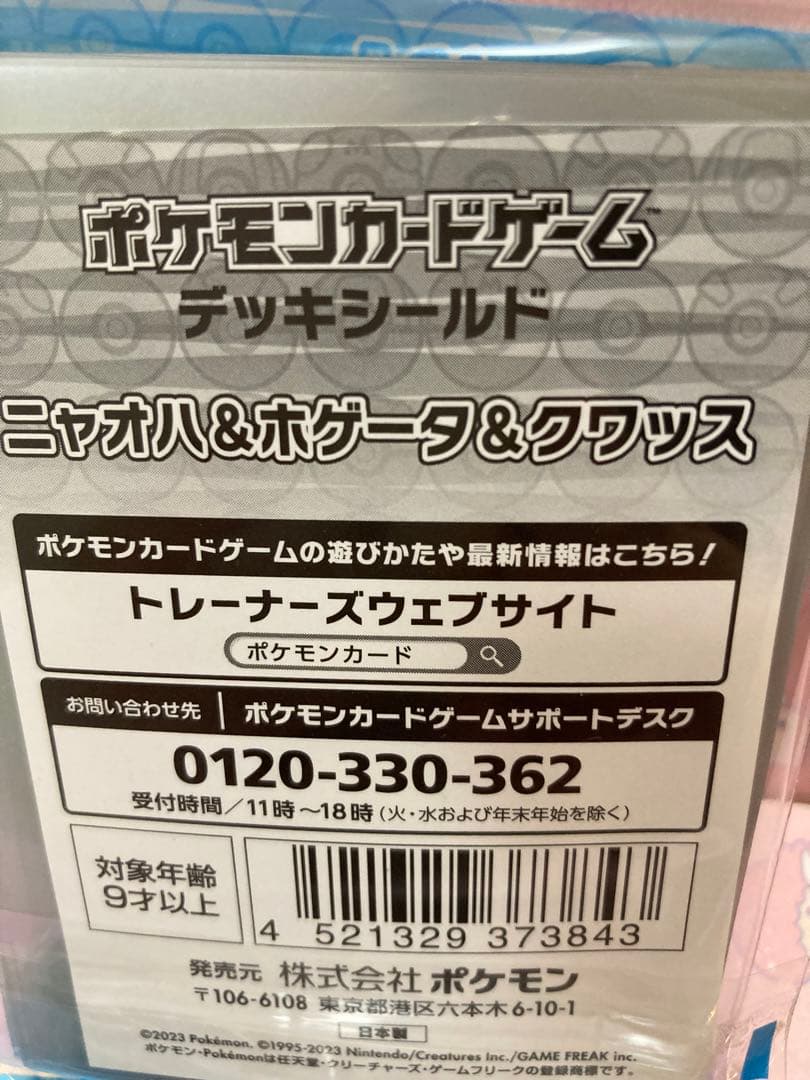 ポケモンカードゲーム™
デッキシールド
ニャオハ&ホゲータ&クワッス
ポケモンカードゲームの遊びかたや最新情報はこちら！
トレーナーズウェブサイト
ポケモンカード
お問い合わせ先 | ポケモンカードゲームサポートデスク
0120-330-362
受付時間／11時～18時（火・水および年末年始を除く）
対象年齢
9才以上
4 521329 373843
発売元 株式会社 ポケモン
〒106-6108 東京都港区六本木6-10-1
日本製
©2023 Pokémon. ©1995-2023 Nintendo/Creatures Inc./GAME FREAK inc.
ポケモン・Pokémonは任天堂・クリーチャーズ・ゲームフリークの登録商標です。